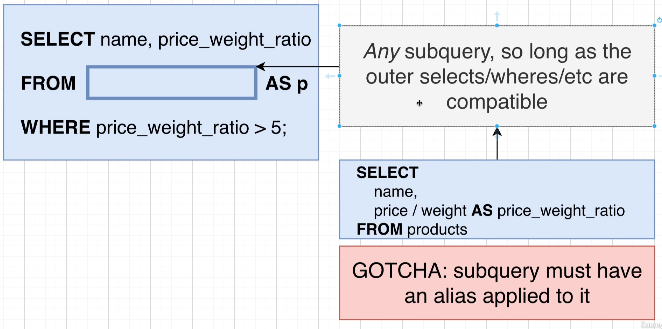 SELECT name, price_weight_ratio
FROM
AS p
WHERE price_weight_ratio > 5;
Any subquery, so long as the
outer selects/wheres/etc are
compatible
SELECT
name,
price / weight AS price_weight_ratio
FROM products
GOTCHA: subquery must have
an alias applied to it